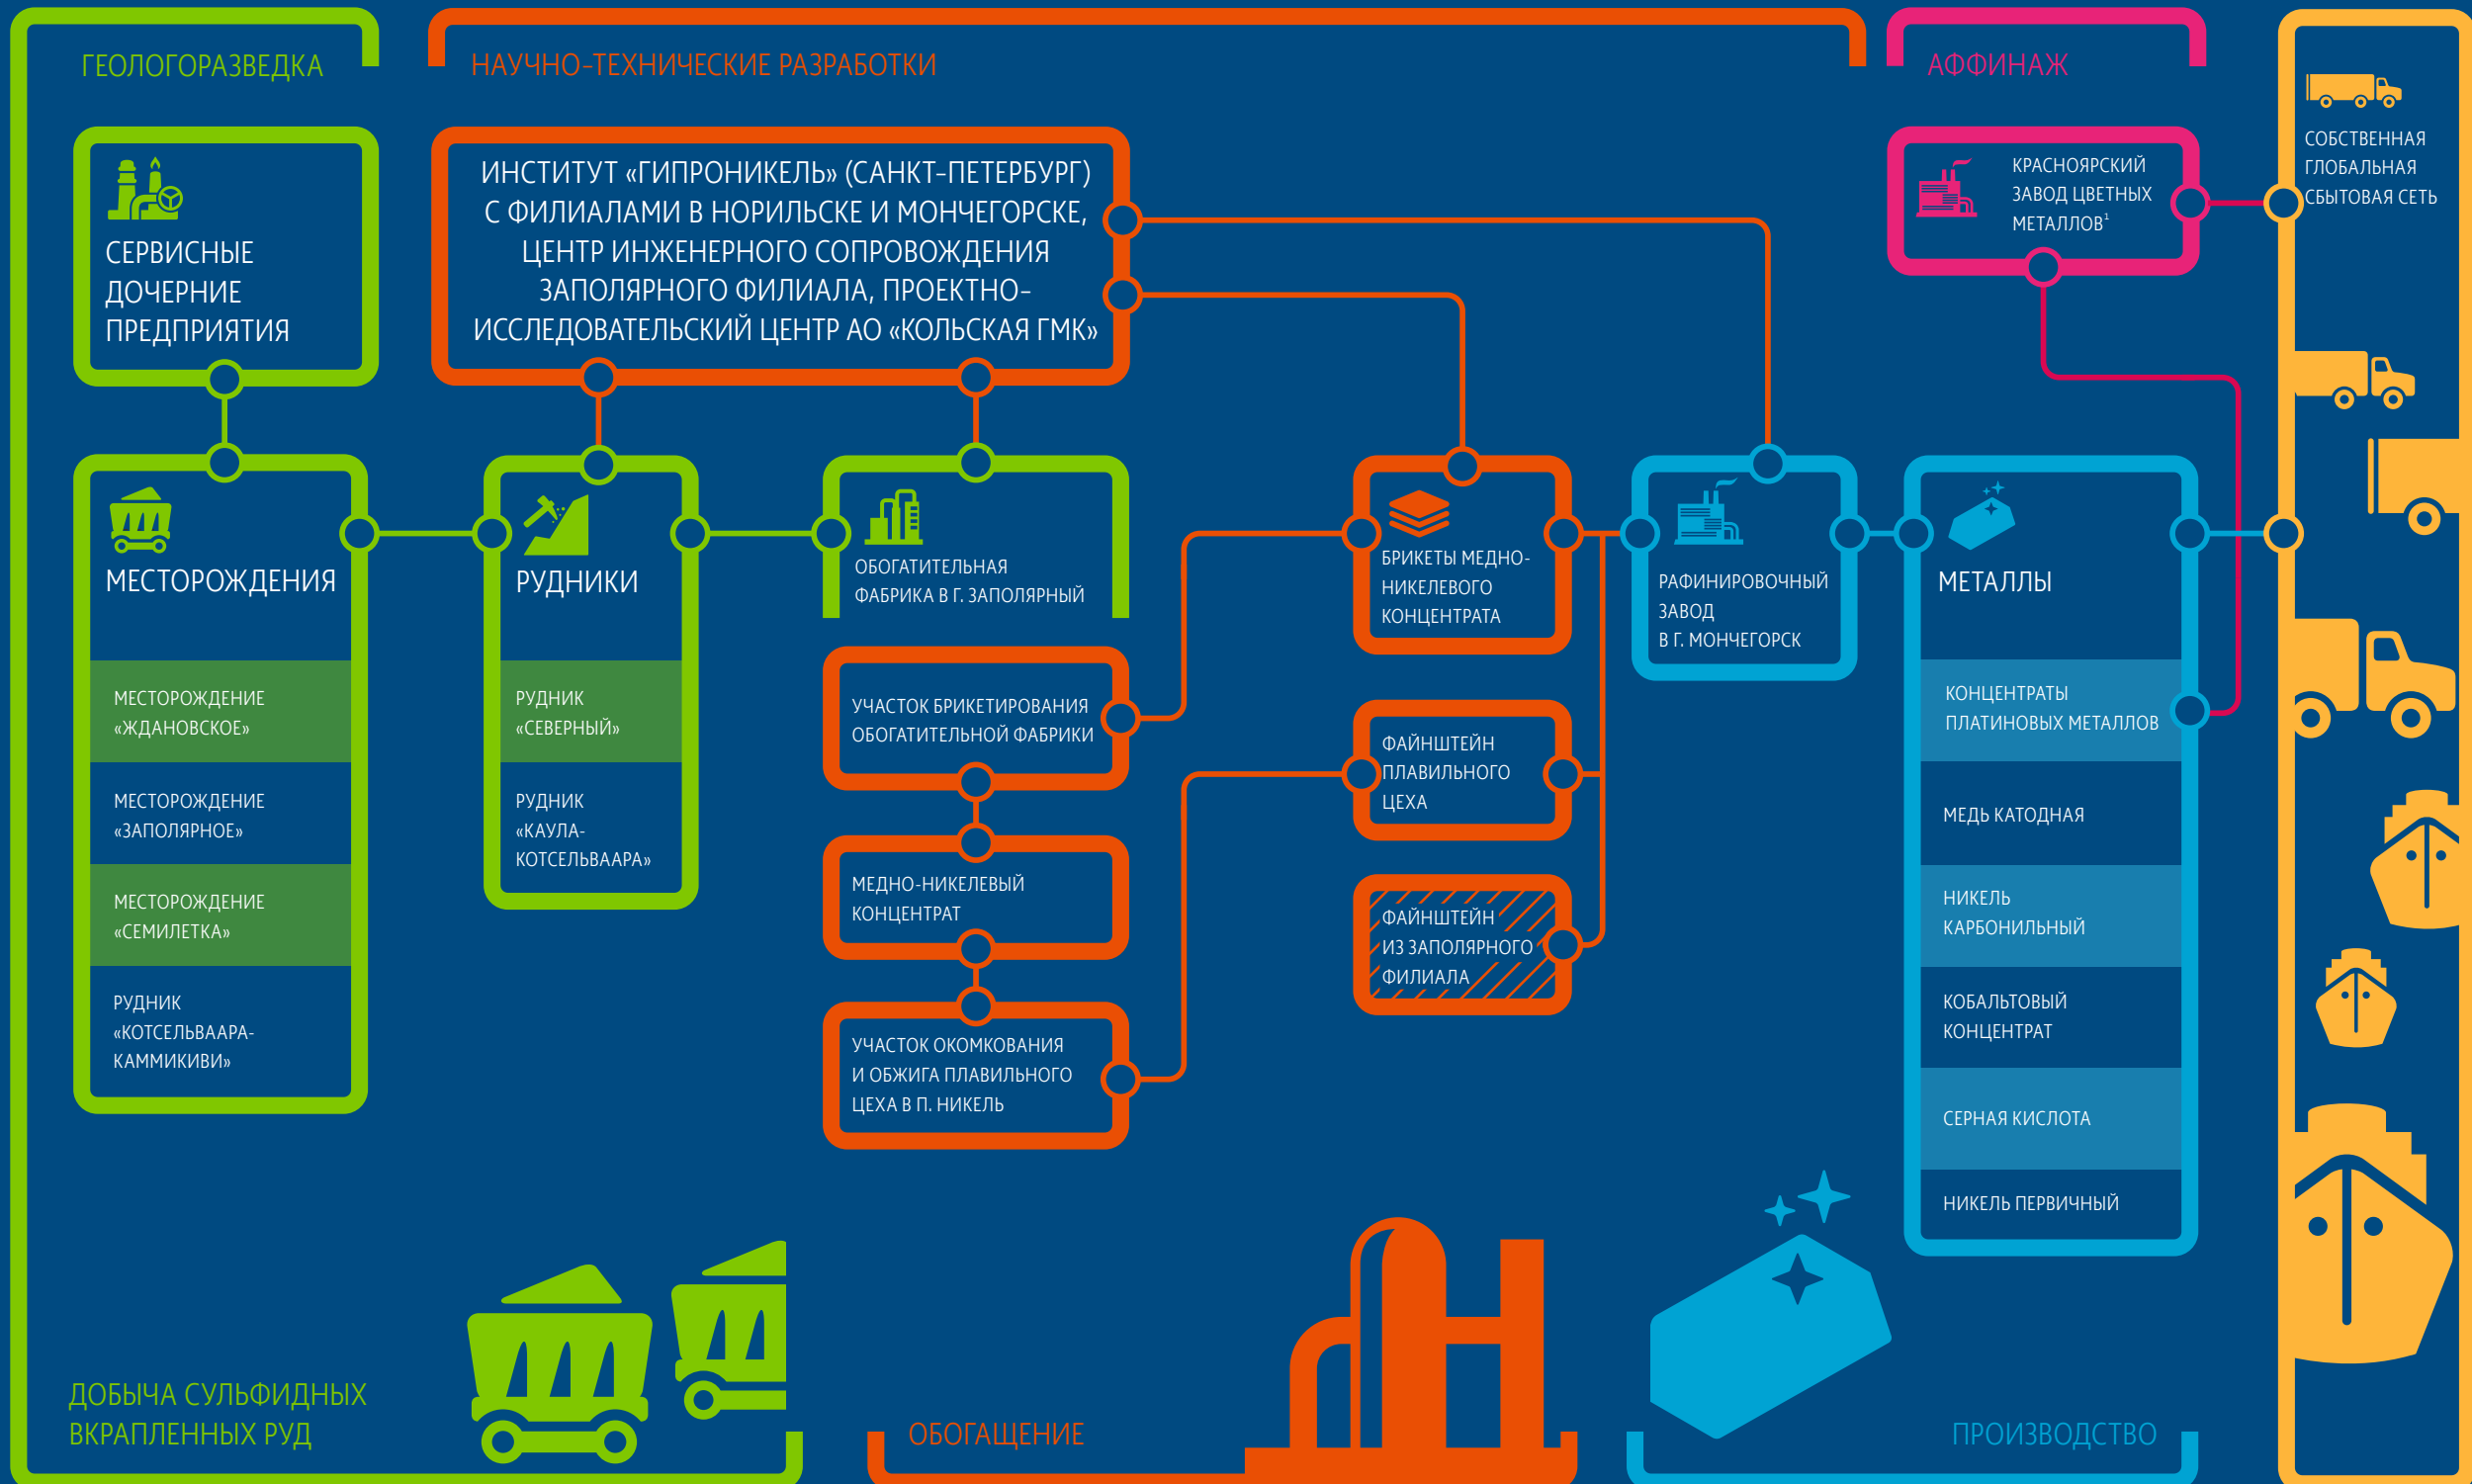 ГЕОЛОГОРАЗВЕДКА
НАУЧНО-ТЕХНИЧЕСКИЕ РАЗРАБОТКИ
АФФИНАЖ
СЕРВИСНЫЕ
ДОЧЕРНИЕ
ПРЕДПРИЯТИЯ
ИНСТИТУТ «ГИПРОНИКЕЛЬ» (САНКТ-ПЕТЕРБУРГ)
С ФИЛИАЛАМИ В НОРИЛЬСКЕ И МОНЧЕГОРСКЕ,
ЦЕНТР ИНЖЕНЕРНОГО СОПРОВОЖДЕНИЯ
ЗАПОЛЯРНОГО ФИЛИАЛА, ПРОЕКТНО-
ИССЛЕДОВАТЕЛЬСКИЙ ЦЕНТР АО «КОЛЬСКАЯ ГМК»
КРАСНОЯРСКИЙ
ЗАВОД ЦВЕТНЫХ
МЕТАЛЛОВ¹
СОБСТВЕННАЯ
ГЛОБАЛЬНАЯ
СБЫТОВАЯ СЕТЬ
МЕСТОРОЖДЕНИЯ
МЕСТОРОЖДЕНИЕ
«ЖДАНОВСКОЕ»
МЕСТОРОЖДЕНИЕ
«ЗАПОЛЯРНОЕ»
МЕСТОРОЖДЕНИЕ
«СЕМИЛЕТКА»
РУДНИК
«КОТСЕЛЬВААРА-
КАММИКИВИ»
РУДНИКИ
РУДНИК
«СЕВЕРНЫЙ»
РУДНИК
«КАУЛА-
КОТСЕЛЬВААРА»
ОБОГАТИТЕЛЬНАЯ
ФАБРИКА В Г. ЗАПОЛЯРНЫЙ
УЧАСТОК БРИКЕТИРОВАНИЯ
ОБОГАТИТЕЛЬНОЙ ФАБРИКИ
МЕДНО-НИКЕЛЕВЫЙ
КОНЦЕНТРАТ
УЧАСТОК ОКОМКОВАНИЯ
И ОБЖИГА ПЛАВИЛЬНОГО
ЦЕХА В П. НИКЕЛЬ
БРИКЕТЫ МЕДНО-
НИКЕЛЕВОГО
КОНЦЕНТРАТА
ФАЙНШТЕЙН
ПЛАВИЛЬНОГО
ЦЕХА
ФАЙНШТЕЙН
ИЗ ЗАПОЛЯРНОГО
ФИЛИАЛА
РАФИНИРОВОЧНЫЙ
ЗАВОД
В Г. МОНЧЕГОРСК
МЕТАЛЛЫ
КОНЦЕНТРАТЫ
ПЛАТИНОВЫХ МЕТАЛЛОВ
МЕДЬ КАТОДНАЯ
НИКЕЛЬ
КАРБОНИЛЬНЫЙ
КОБАЛЬТОВЫЙ
КОНЦЕНТРАТ
СЕРНАЯ КИСЛОТА
НИКЕЛЬ ПЕРВИЧНЫЙ
ДОБЫЧА СУЛЬФИДНЫХ
ВКРАПЛЕННЫХ РУД
ОБОГАЩЕНИЕ
ПРОИЗВОДСТВО